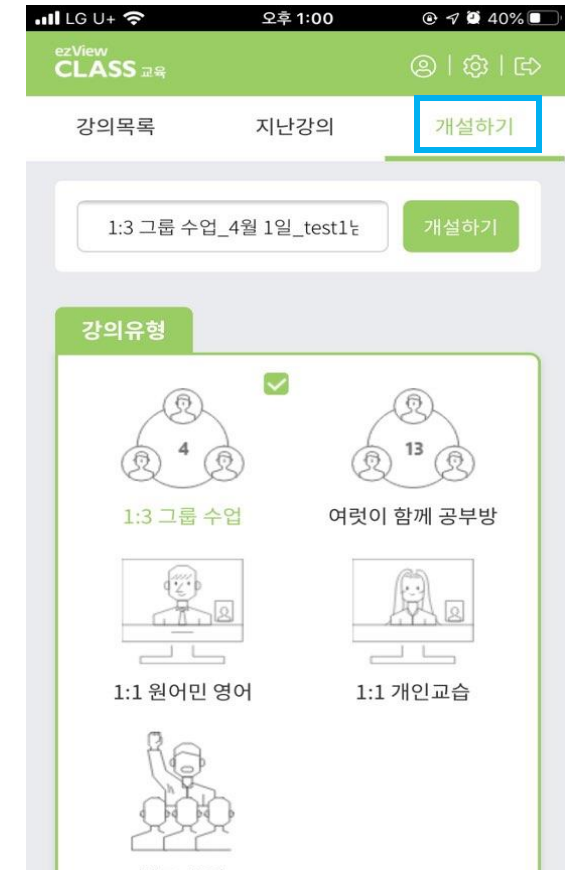 LG U+ 오후 1:00 40%
ezView
CLASS 교육
강의목록 지난강의 개설하기
1:3 그룹 수업_4월 1일_test1 개설하기
강의유형
4 13
1:3 그룹 수업 여럿이 함께 공부방
1:1 원어민 영어 1:1 개인교습